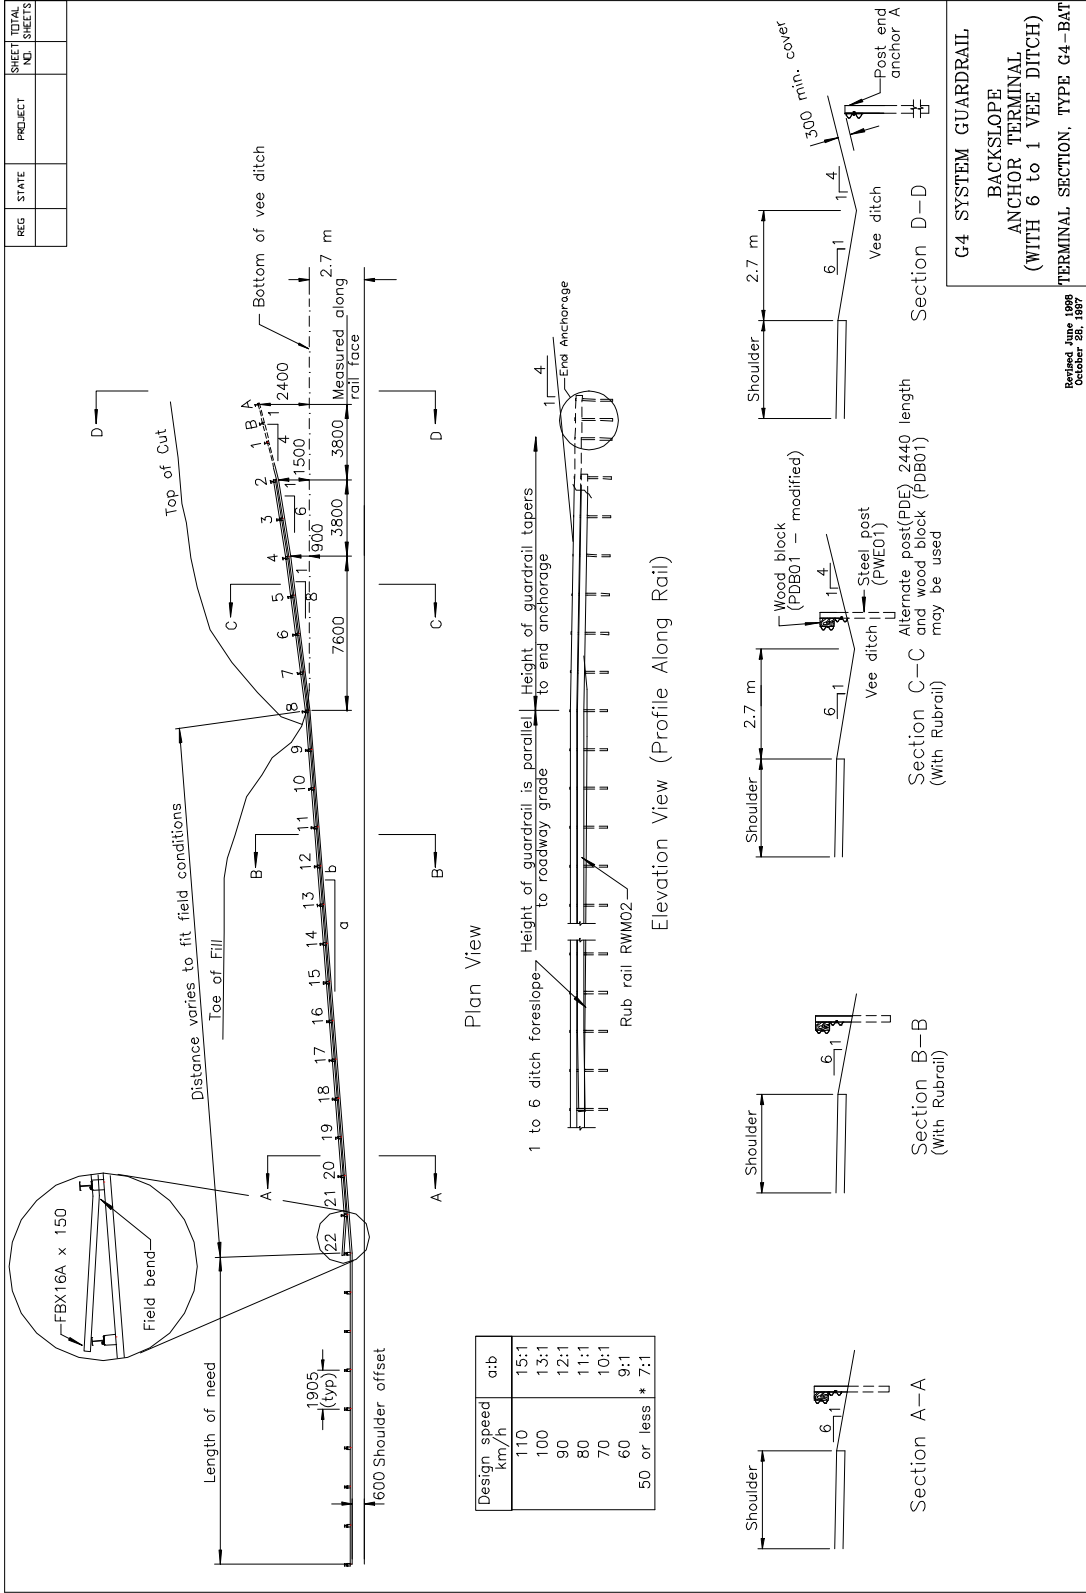 REG
STATE
PROJECT
SHEET NO.
TOTAL SHEETS
FBX16A x 150
Field bend
Length of need
Distance varies to fit field conditions
Toe of Fill
Top of Cut
Bottom of vee ditch
1905
(typ)
600 Shoulder offset
22
21
20
19
18
17
16
15
14
13
12
11
10
9
8
7
6
5
4
3
2
1
B
A
a
b
8
1
6
1
4
1
7600
3800
3800
900
1500
2400
Measured along
rail face
2.7 m
A
A
B
B
C
C
D
D
Plan View
Design speed
km/h
a:b
110 15:1
100 13:1
90 12:1
80 11:1
70 10:1
60 9:1
50 or less * 7:1
1 to 6 ditch foreslope
Height of guardrail is parallel
to roadway grade
Height of guardrail tapers
to end anchorage
1
4
End Anchorage
Rub rail RWM02
Elevation View (Profile Along Rail)
Shoulder
6
1
Section A-A
Shoulder
6
1
Section B-B
(With Rubrail)
Shoulder
2.7 m
6
1
Vee ditch
1
4
Wood block
(PDB01 - modified)
Steel post
(PWE01)
Section C-C
(With Rubrail)
Alternate post(PDE) 2440 length
and wood block (PDB01)
may be used
Shoulder
2.7 m
6
1
Vee ditch
1
4
300 min. cover
Post end
anchor A
Section D-D
Revised June 1998
October 28, 1997
G4 SYSTEM GUARDRAIL
BACKSLOPE
ANCHOR TERMINAL
(WITH 6 to 1 VEE DITCH)
TERMINAL SECTION, TYPE G4-BAT